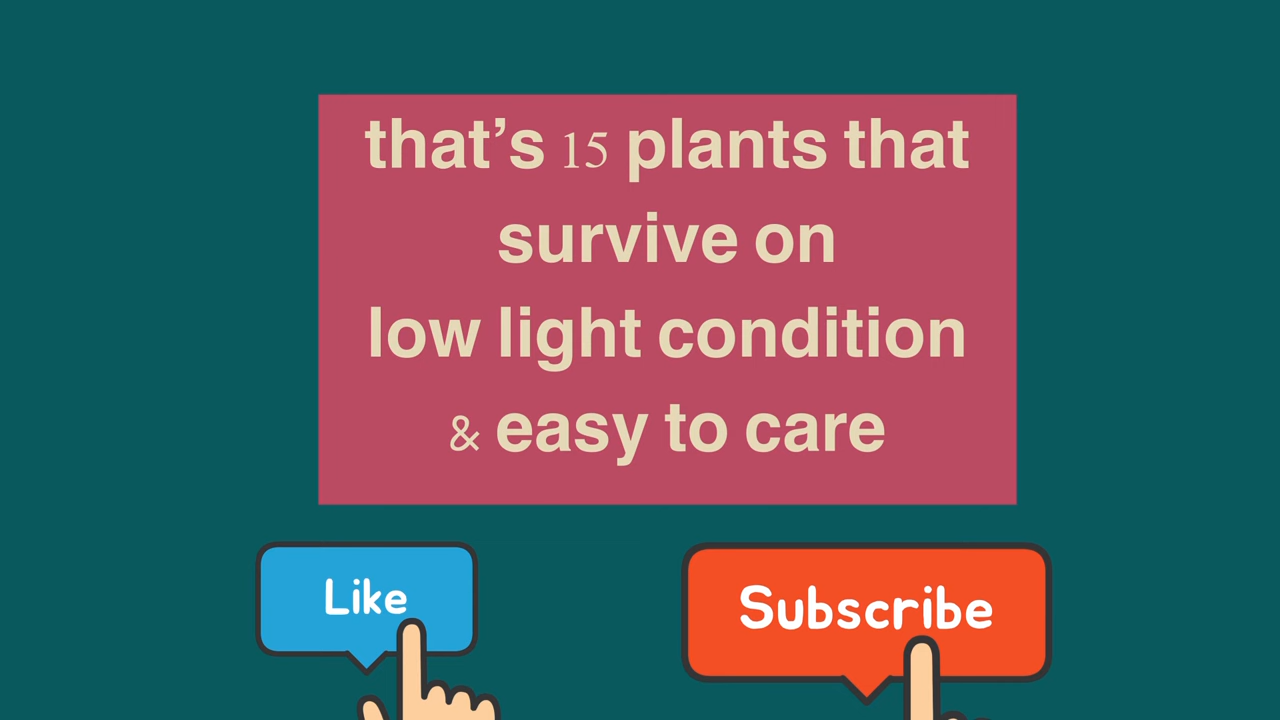 that’s 15 plants that
survive on
low light condition
& easy to care
Like
Subscribe